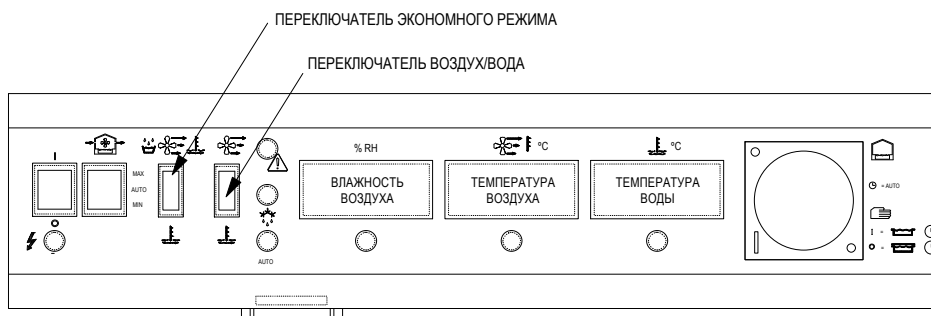 ПЕРЕКЛЮЧАТЕЛЬ ЭКОНОМНОГО РЕЖИМА
ПЕРЕКЛЮЧАТЕЛЬ ВОЗДУХ/ВОДА
I
MAX
AUTO
MIN
% RH
°C
°C
ВЛАЖНОСТЬ
ВОЗДУХА
ТЕМПЕРАТУРА
ВОЗДУХА
ТЕМПЕРАТУРА
ВОДЫ
AUTO
= AUTO
I =
O =